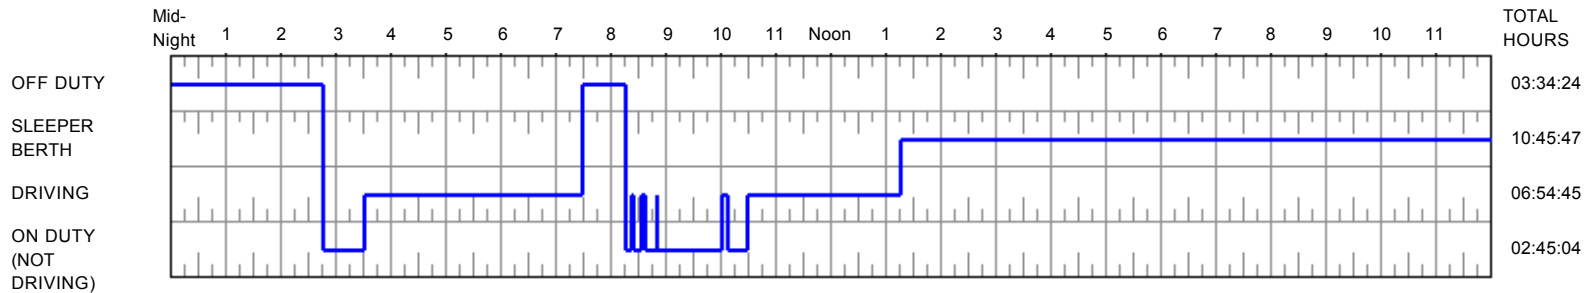 Mid-
Night 1 2 3 4 5 6 7 8 9 10 11 Noon 1 2 3 4 5 6 7 8 9 10 11
TOTAL
HOURS
OFF DUTY 03:34:24
SLEEPER
BERTH 10:45:47
DRIVING 06:54:45
ON DUTY
(NOT
DRIVING) 02:45:04